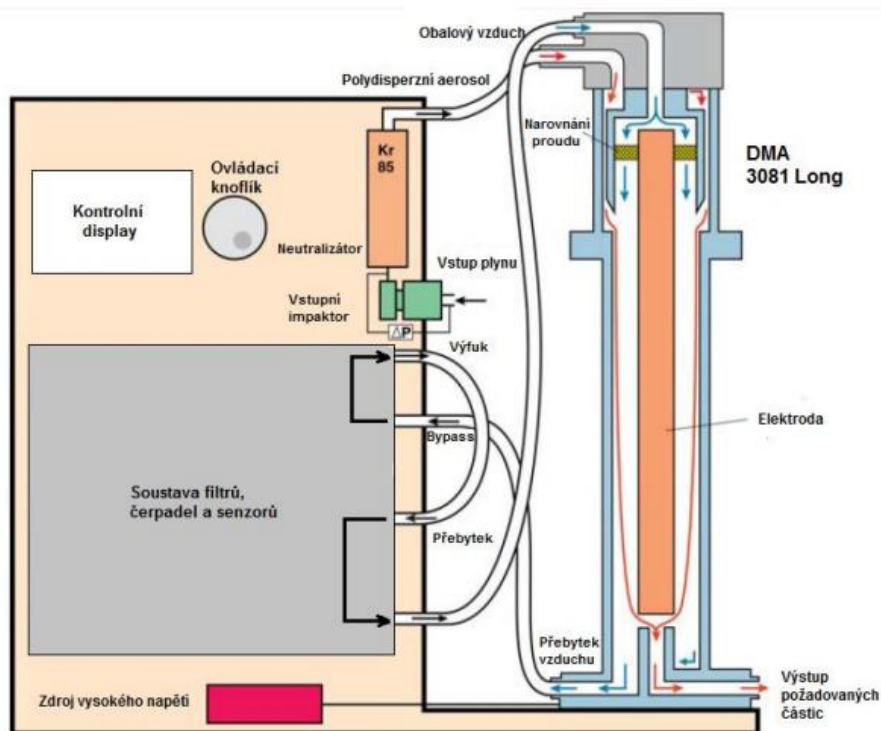 Obalový vzduch
Polydisperzní aerosol
Narovnání
proudu
DMA
3081 Long
Kr
85
Ovládací
knoflík
Kontrolní
display
Neutralizátor
Vstup plynu
Vstupní
impaktor
ΔP
Výfuk
Elektroda
Bypass
Soustava filtrů,
čerpadel a senzorů
Přebytek
Přebytek
vzduchu
Zdroj vysokého napětí
Výstup
požadovaných
částic